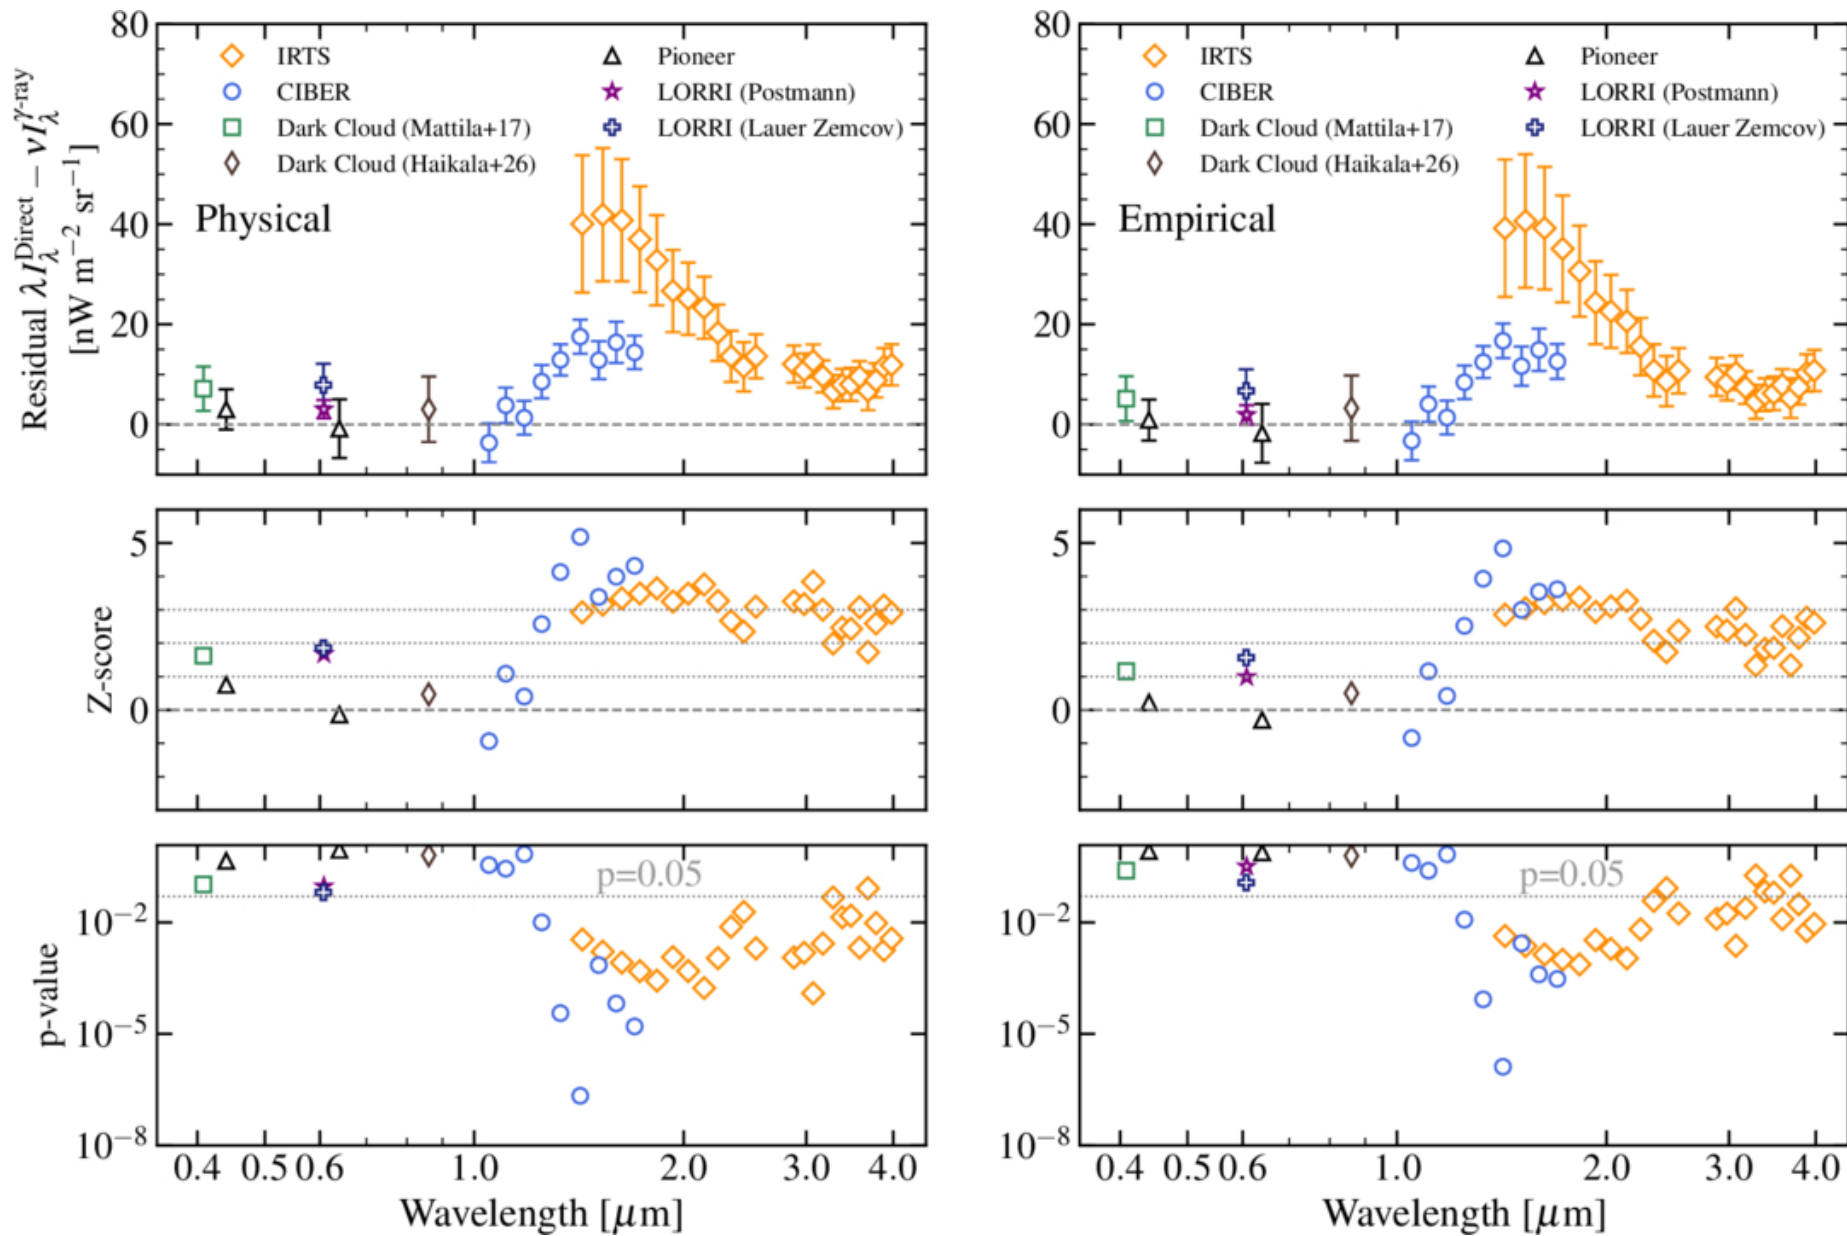 Residual λI_λ^Direct − νI_λ^γ-ray
[nW m⁻² sr⁻¹]
80
60
40
20
0
IRTS
CIBER
Dark Cloud (Mattila+17)
Dark Cloud (Haikala+26)
Pioneer
LORRI (Postmann)
LORRI (Lauer Zemcov)
Physical
80
60
40
20
0
IRTS
CIBER
Dark Cloud (Mattila+17)
Dark Cloud (Haikala+26)
Pioneer
LORRI (Postmann)
LORRI (Lauer Zemcov)
Empirical
Z-score
5
0
5
0
p-value
10⁻²
10⁻⁵
10⁻⁸
p=0.05
0.4 0.5 0.6 1.0 2.0 3.0 4.0
Wavelength [μm]
10⁻²
10⁻⁵
10⁻⁸
p=0.05
0.4 0.5 0.6 1.0 2.0 3.0 4.0
Wavelength [μm]